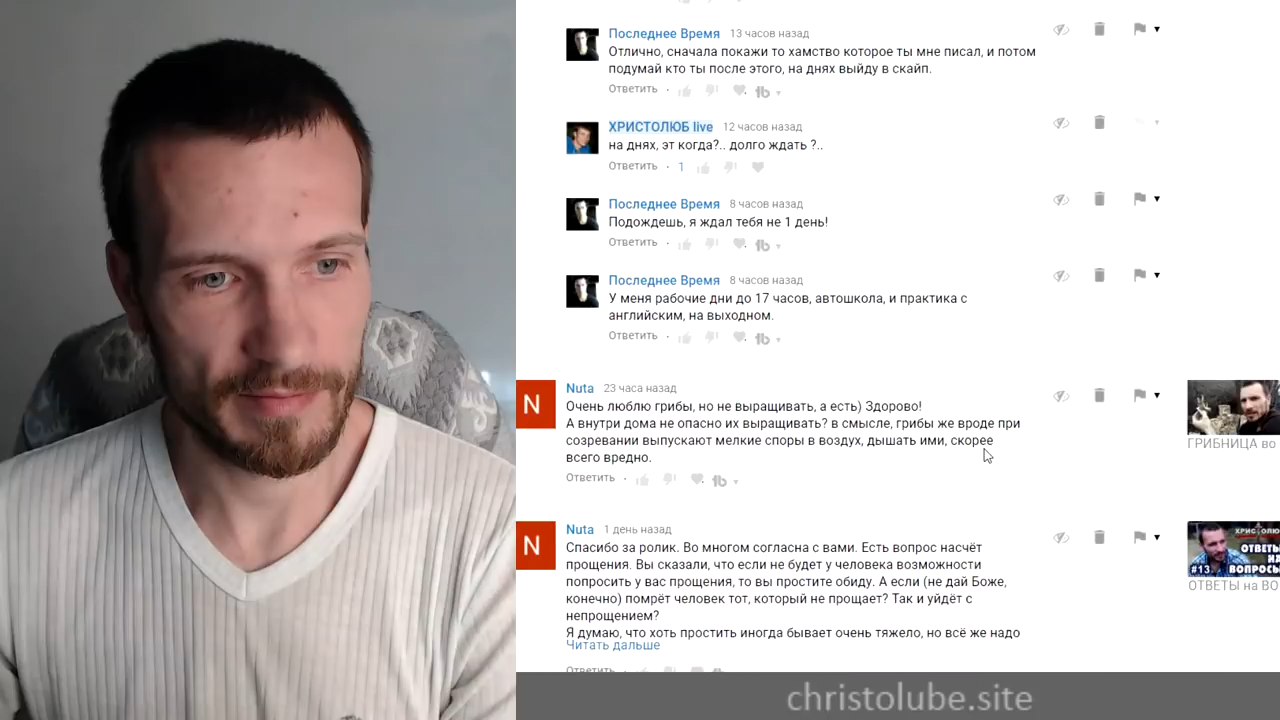 Последнее Время 13 часов назад
Отлично, сначала покажи то хамство которое ты мне писал, и потом
подумай кто ты после этого, на днях выйду в скайп.
Ответить
ХРИСТОЛЮБ live 12 часов назад
на днях, эт когда?.. долго ждать ?..
Ответить · 1
Последнее Время 8 часов назад
Подождешь, я ждал тебя не 1 день!
Ответить ·
Последнее Время 8 часов назад
У меня рабочие дни до 17 часов, автошкола, и практика с
английским, на выходном.
Ответить ·
N
Nuta 23 часа назад
Очень люблю грибы, но не выращивать, а есть) Здорово!
А внутри дома не опасно их выращивать? в смысле, грибы же вроде при
созревании выпускают мелкие споры в воздух, дышать ими, скорее
всего вредно.
Ответить ·
ГРИБНИЦА во
N
Nuta 1 день назад
Спасибо за ролик. Во многом согласна с вами. Есть вопрос насчёт
прощения. Вы сказали, что если не будет у человека возможности
попросить у вас прощения, то вы простите обиду. А если (не дай Боже,
конечно) помрёт человек тот, который не прощает? Так и уйдёт с
непрощением?
Я думаю, что хоть простить иногда бывает очень тяжело, но всё же надо
Читать дальше
Ответить
ХРИСТОЛЮ
ОТВЕТЫ
НА
ВОПРОСЫ
#13
ОТВЕТЫ на ВО
christolube.site